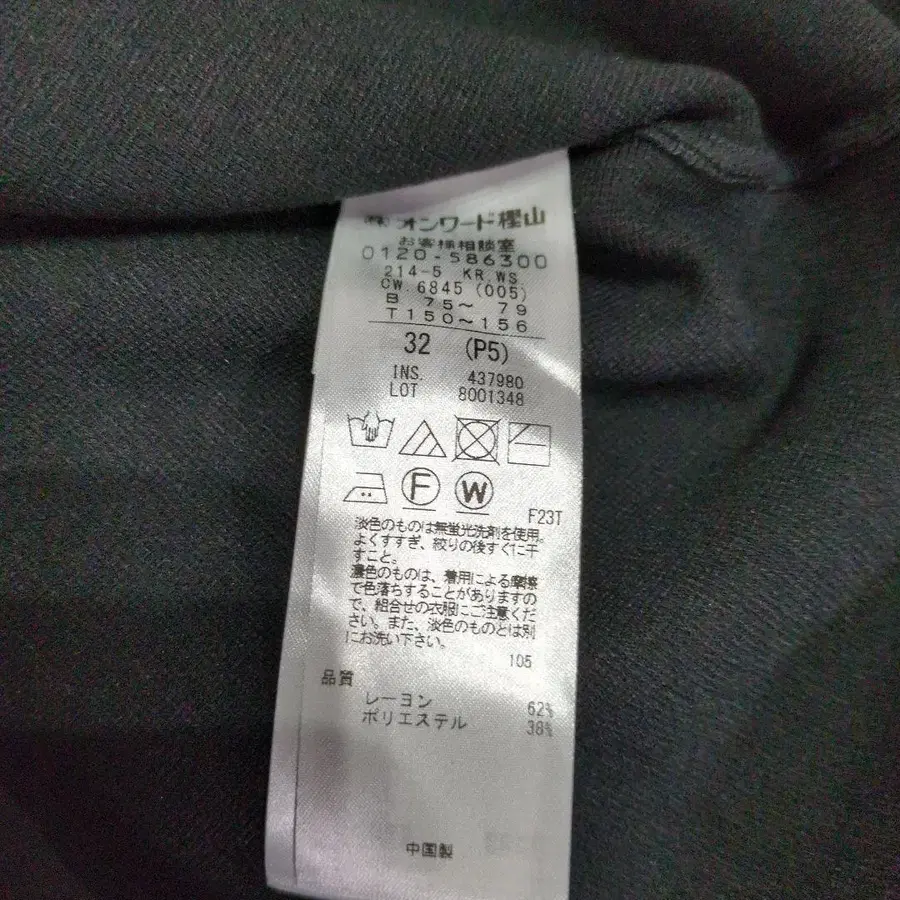 ㈱オンワード樫山
お客様相談室
0120-586300
214-5 KR.WS.
CW.6845 (005)
B 75～ 79
T150～156
32 (P5)
INS. 437980
LOT 8001348
F W
F23T
淡色のものは無蛍光洗剤を使用。
よくすすぎ、絞りの後すぐに干
すこと。
濃色のものは、着用による摩擦
で色落ちすることがありますの
で、組合せの衣服にご注意くだ
さい。また、淡色のものとは別
にお洗い下さい。
105
品質
レーヨン 62%
ポリエステル 38%
中国製